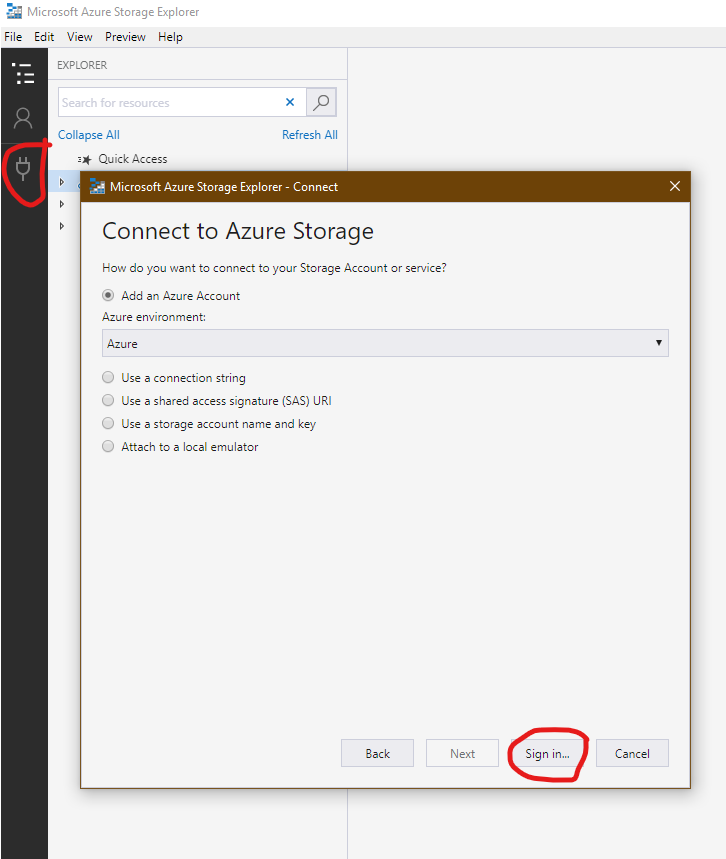 Microsoft Azure Storage Explorer
File Edit View Preview Help
EXPLORER
Search for resources
Collapse All Refresh All
Quick Access
Microsoft Azure Storage Explorer - Connect
Connect to Azure Storage
How do you want to connect to your Storage Account or service?
Add an Azure Account
Azure environment:
Azure
Use a connection string
Use a shared access signature (SAS) URI
Use a storage account name and key
Attach to a local emulator
Back Next Sign in... Cancel